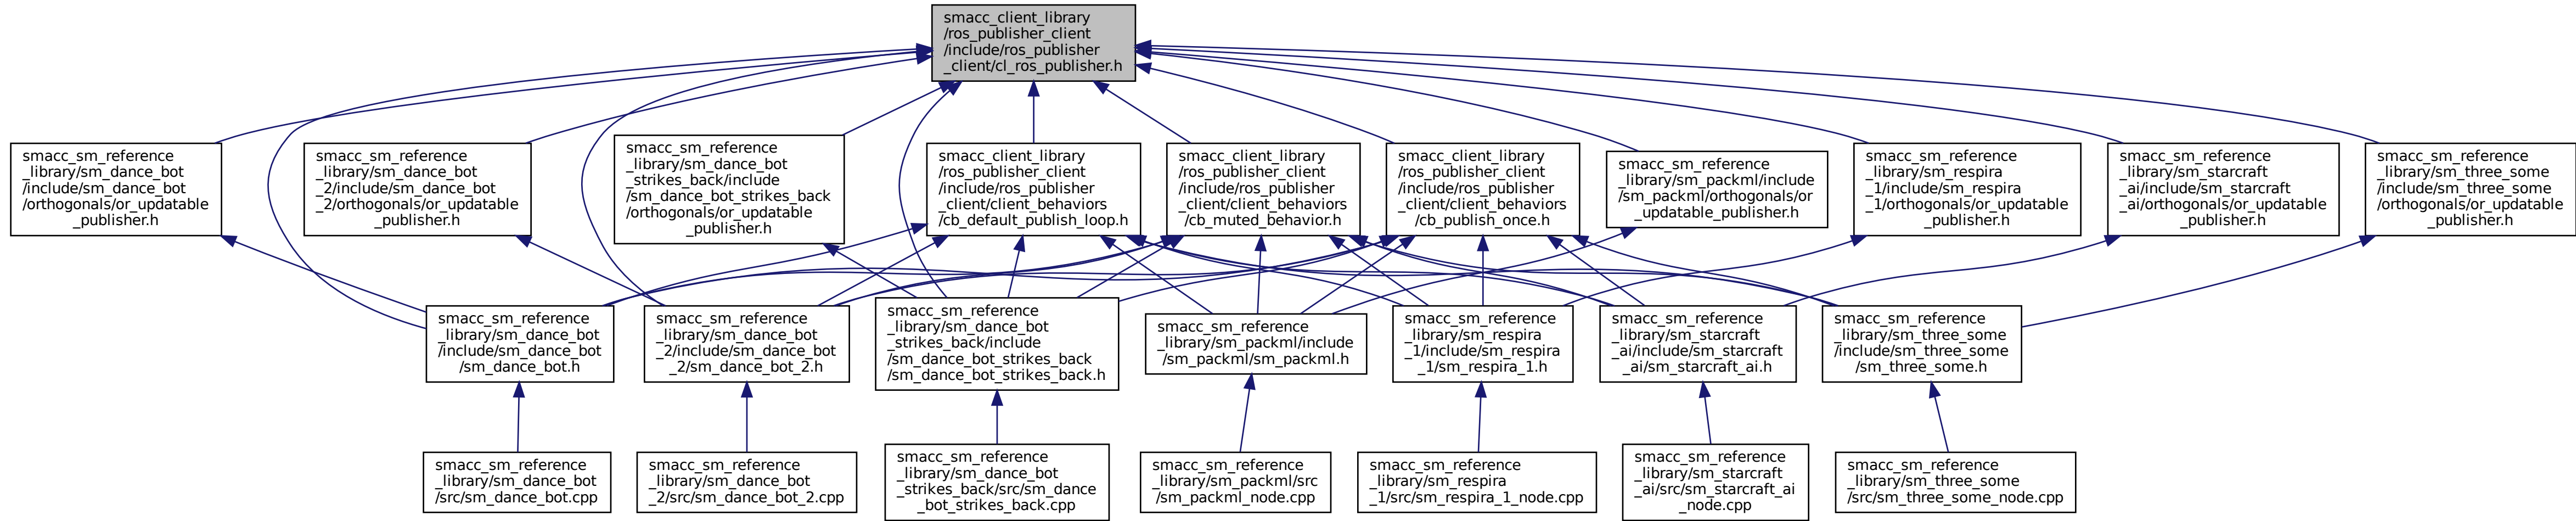 smacc_client_library
/ros_publisher_client
/include/ros_publisher
_client/cl_ros_publisher.h
smacc_sm_reference
_library/sm_dance_bot
/include/sm_dance_bot
/orthogonals/or_updatable
_publisher.h
smacc_sm_reference
_library/sm_dance_bot
_2/include/sm_dance_bot
_2/orthogonals/or_updatable
_publisher.h
smacc_sm_reference
_library/sm_dance_bot
_strikes_back/include
/sm_dance_bot_strikes_back
/orthogonals/or_updatable
_publisher.h
smacc_client_library
/ros_publisher_client
/include/ros_publisher
_client/client_behaviors
/cb_default_publish_loop.h
smacc_client_library
/ros_publisher_client
/include/ros_publisher
_client/client_behaviors
/cb_muted_behavior.h
smacc_client_library
/ros_publisher_client
/include/ros_publisher
_client/client_behaviors
/cb_publish_once.h
smacc_sm_reference
_library/sm_packml/include
/sm_packml/orthogonals/or
_updatable_publisher.h
smacc_sm_reference
_library/sm_respira
_1/include/sm_respira
_1/orthogonals/or_updatable
_publisher.h
smacc_sm_reference
_library/sm_starcraft
_ai/include/sm_starcraft
_ai/orthogonals/or_updatable
_publisher.h
smacc_sm_reference
_library/sm_three_some
/include/sm_three_some
/orthogonals/or_updatable
_publisher.h
smacc_sm_reference
_library/sm_dance_bot
/include/sm_dance_bot
/sm_dance_bot.h
smacc_sm_reference
_library/sm_dance_bot
_2/include/sm_dance_bot
_2/sm_dance_bot_2.h
smacc_sm_reference
_library/sm_dance_bot
_strikes_back/include
/sm_dance_bot_strikes_back
/sm_dance_bot_strikes_back.h
smacc_sm_reference
_library/sm_packml/include
/sm_packml/sm_packml.h
smacc_sm_reference
_library/sm_respira
_1/include/sm_respira
_1/sm_respira_1.h
smacc_sm_reference
_library/sm_starcraft
_ai/include/sm_starcraft
_ai/sm_starcraft_ai.h
smacc_sm_reference
_library/sm_three_some
/include/sm_three_some
/sm_three_some.h
smacc_sm_reference
_library/sm_dance_bot
/src/sm_dance_bot.cpp
smacc_sm_reference
_library/sm_dance_bot
_2/src/sm_dance_bot_2.cpp
smacc_sm_reference
_library/sm_dance_bot
_strikes_back/src/sm_dance
_bot_strikes_back.cpp
smacc_sm_reference
_library/sm_packml/src
/sm_packml_node.cpp
smacc_sm_reference
_library/sm_respira
_1/src/sm_respira_1_node.cpp
smacc_sm_reference
_library/sm_starcraft
_ai/src/sm_starcraft_ai
_node.cpp
smacc_sm_reference
_library/sm_three_some
/src/sm_three_some_node.cpp